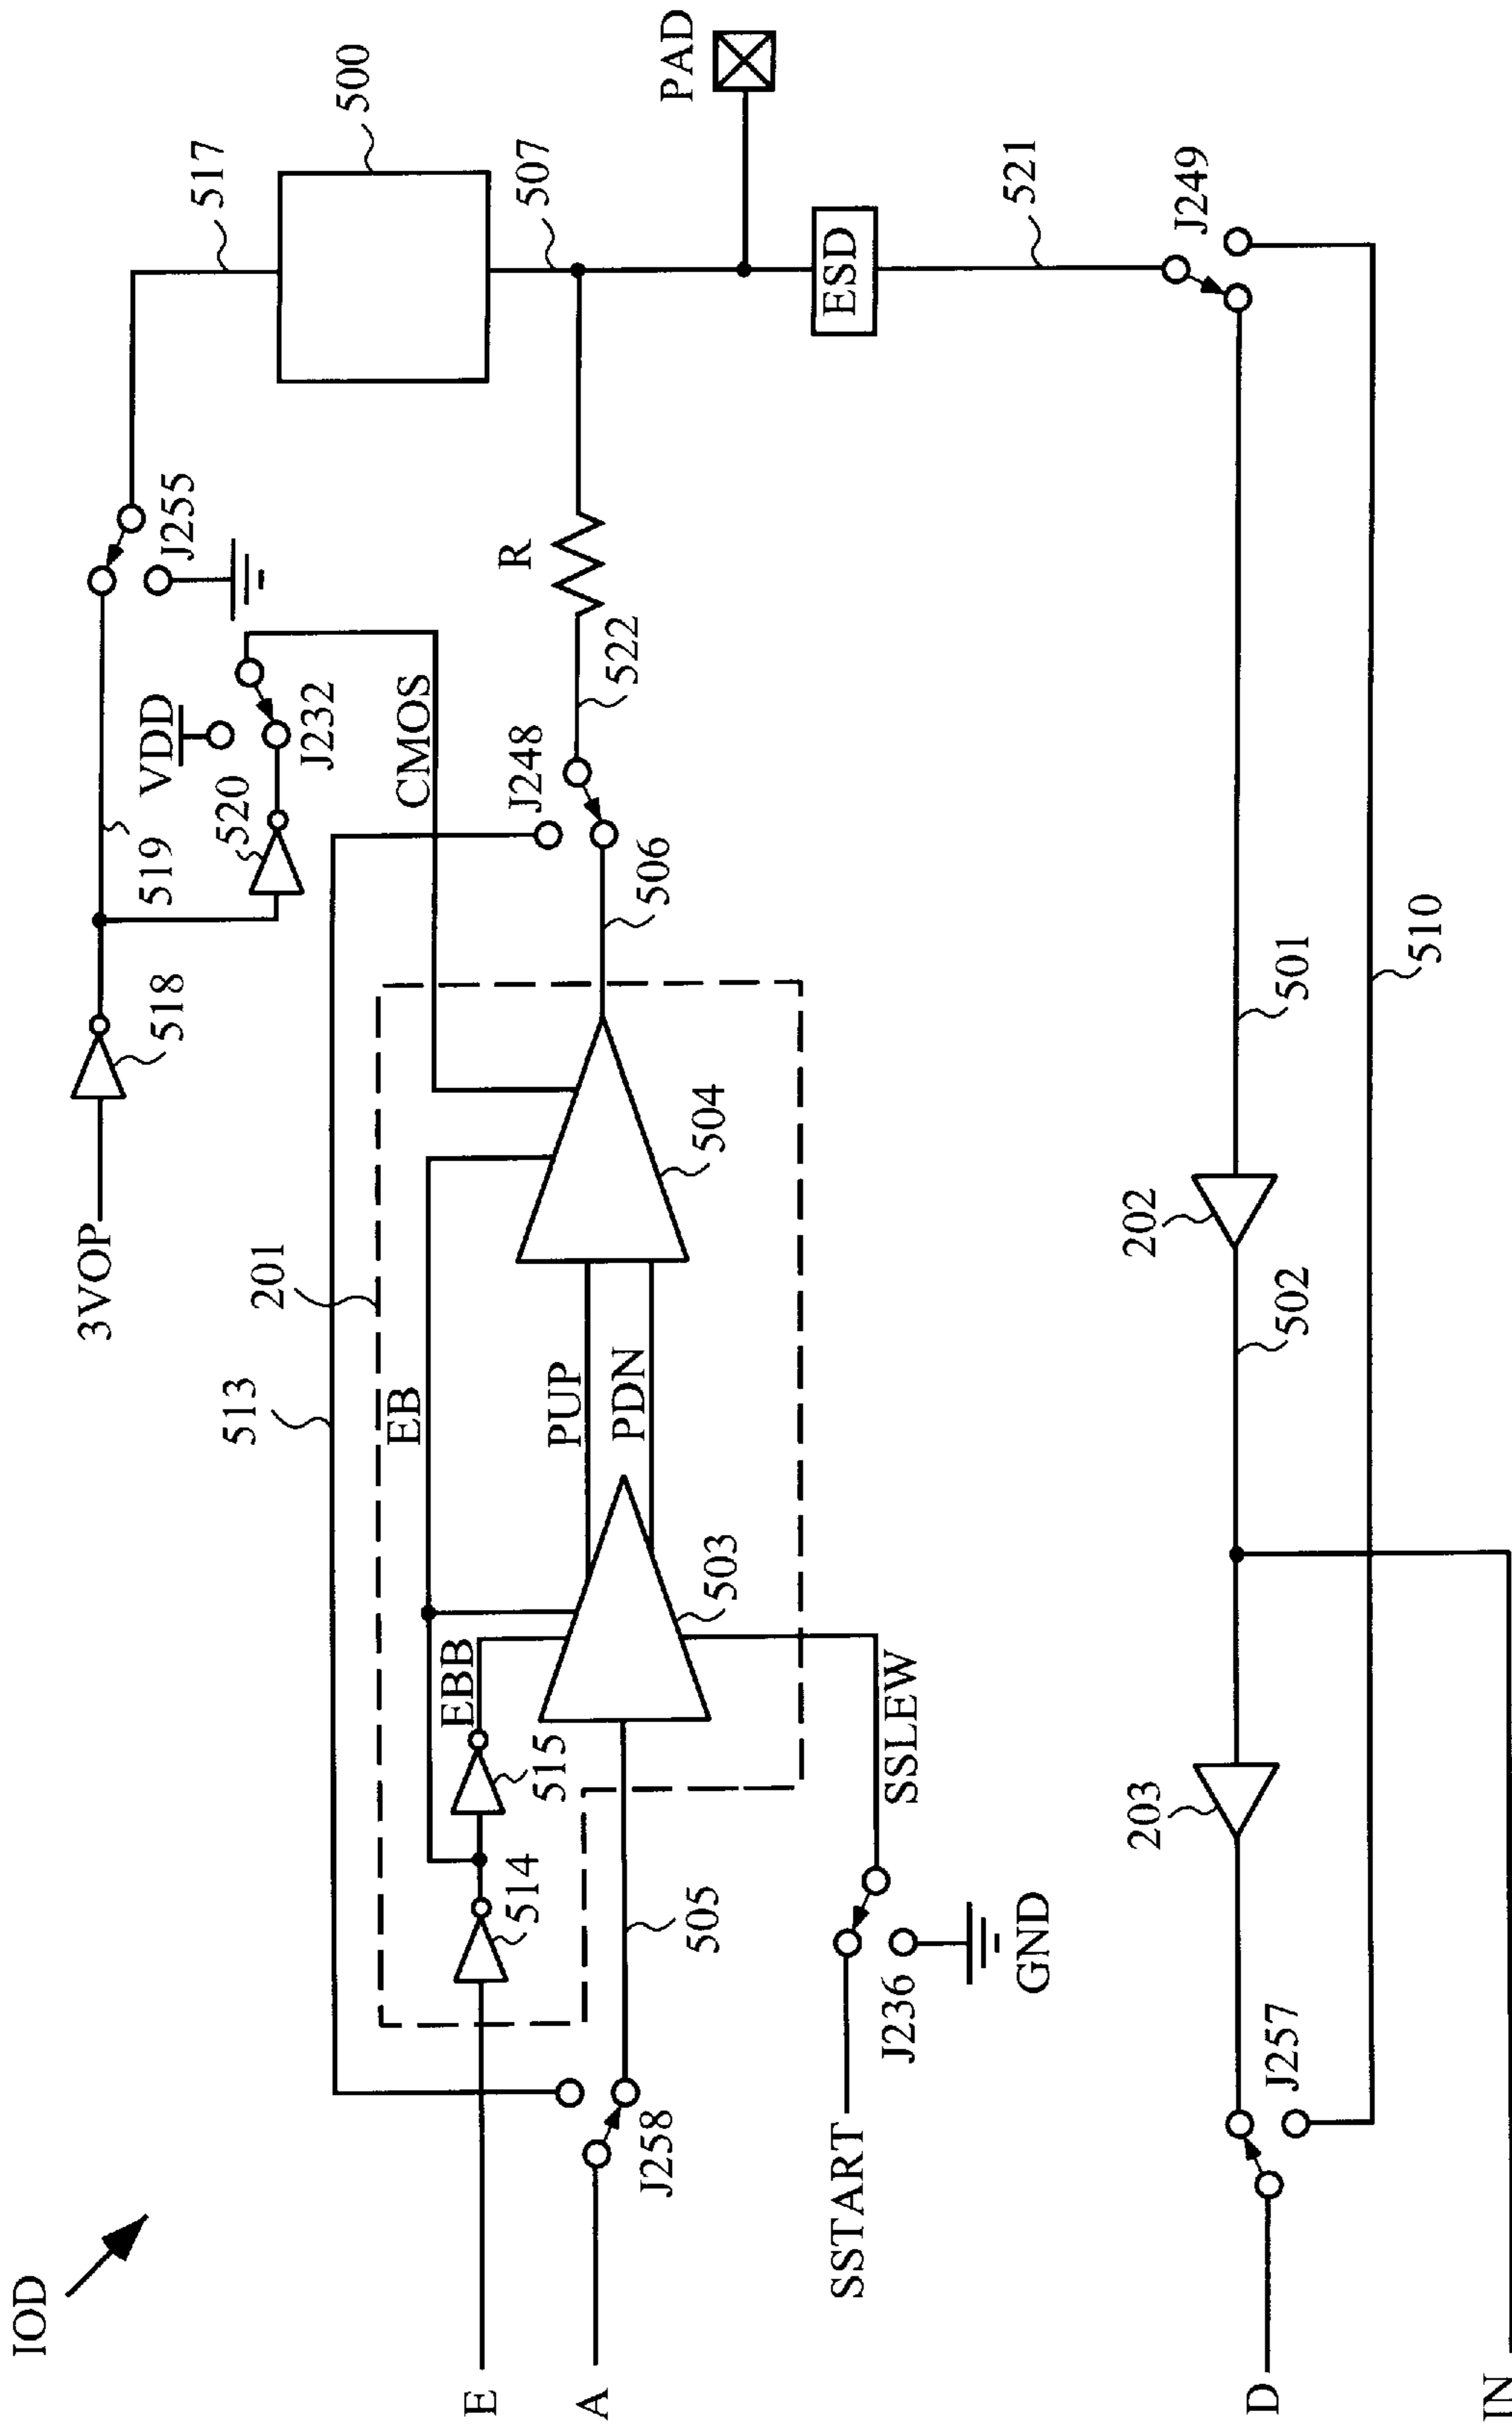 IOD
3VOP
518
519
VDD
520
J232
J255
517
500
507
PAD
513
201
CMOS
J248
522
R
506
EB
EBB
PUP
PDN
504
503
514
515
E
A
J258
505
SSLEW
SSTART
J236
GND
ESD
521
J249
203
202
502
501
510
J257
D
IN